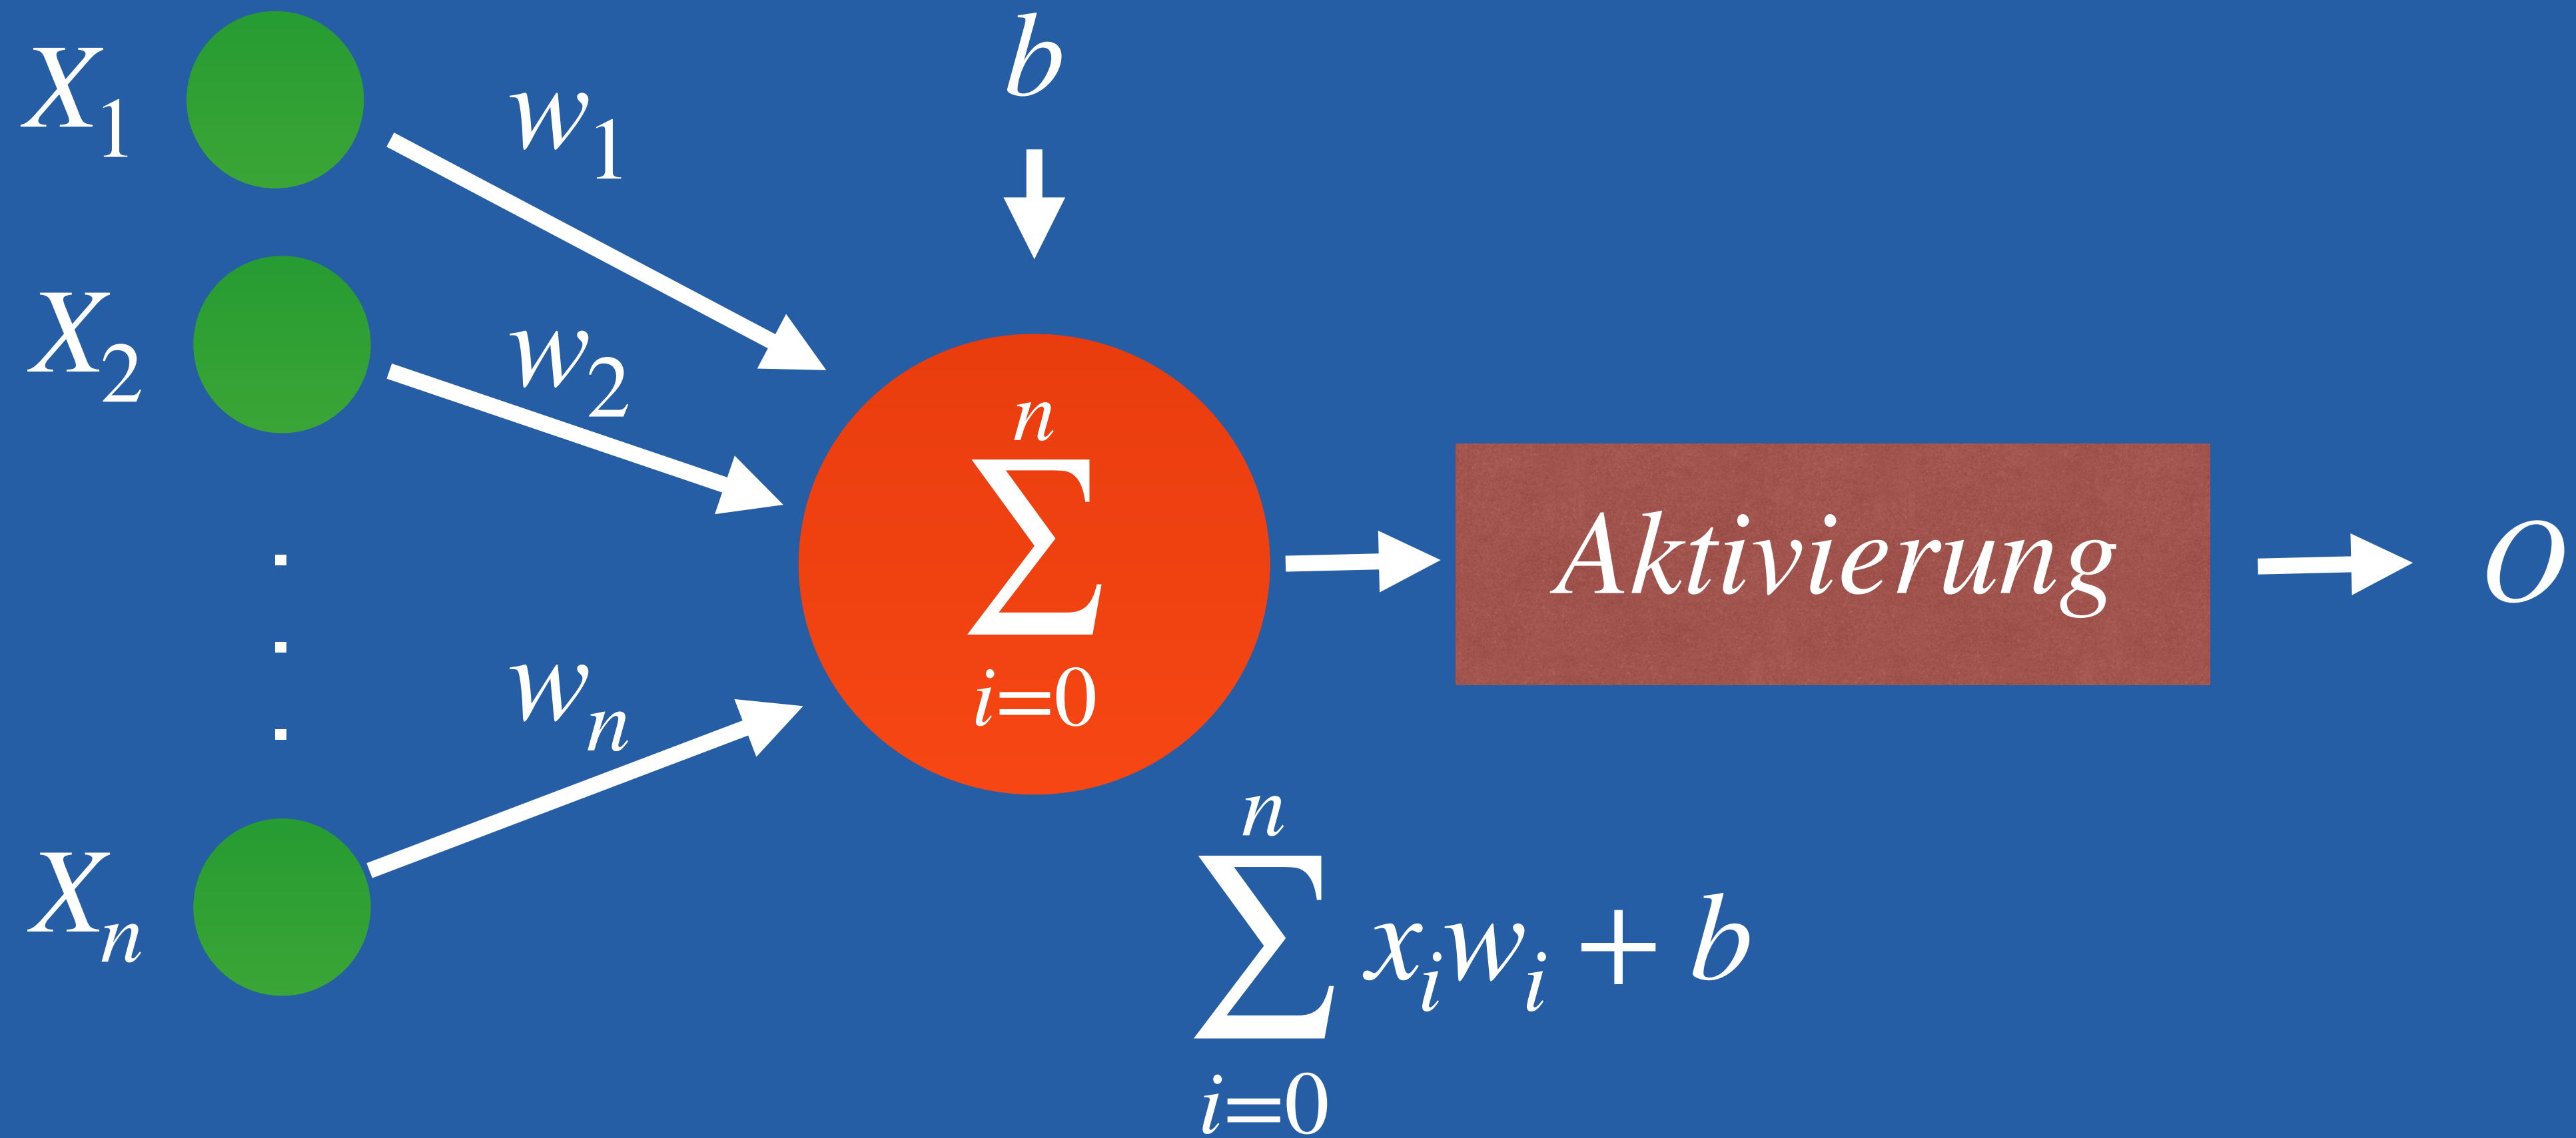 X₁
w₁
b
X₂
w₂
n
∑
i=0
Aktivierung
O
.
.
.
wₙ
Xₙ
n
∑ xᵢwᵢ + b
i=0